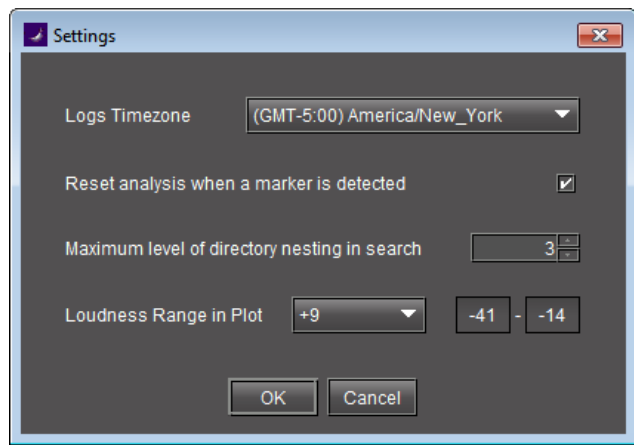 Settings
Logs Timezone (GMT-5:00) America/New_York
Reset analysis when a marker is detected
Maximum level of directory nesting in search 3
Loudness Range in Plot +9 -41 - -14
OK Cancel